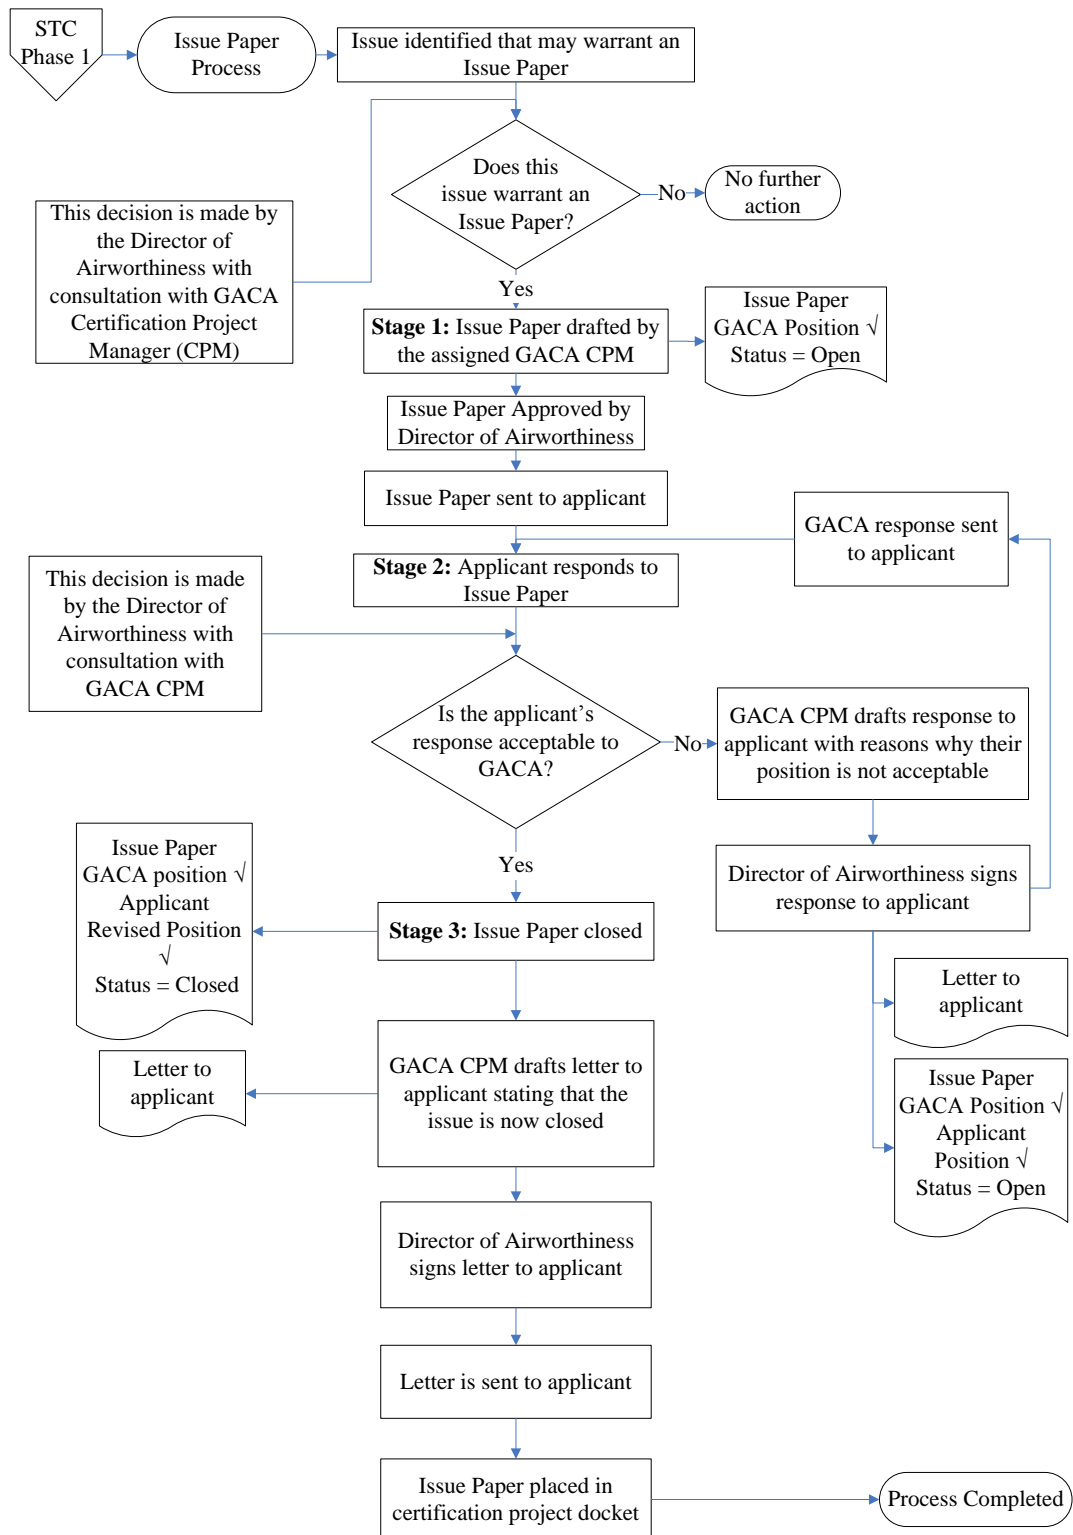 STC
Phase 1
Issue Paper
Process
Issue identified that may warrant an
Issue Paper
Does this
issue warrant an
Issue Paper?
No
No further
action
This decision is made by
the Director of
Airworthiness with
consultation with GACA
Certification Project
Manager (CPM)
Yes
Stage 1: Issue Paper drafted by
the assigned GACA CPM
Issue Paper
GACA Position √
Status = Open
Issue Paper Approved by
Director of Airworthiness
Issue Paper sent to applicant
GACA response sent
to applicant
Stage 2: Applicant responds to
Issue Paper
This decision is made
by the Director of
Airworthiness with
consultation with
GACA CPM
Is the applicant’s
response acceptable to
GACA?
No
GACA CPM drafts response to
applicant with reasons why their
position is not acceptable
Yes
Issue Paper
GACA position √
Applicant
Revised Position
√
Status = Closed
Director of Airworthiness signs
response to applicant
Stage 3: Issue Paper closed
Letter to
applicant
GACA CPM drafts letter to
applicant stating that the
issue is now closed
Letter to
applicant
Issue Paper
GACA Position √
Applicant
Position √
Status = Open
Director of Airworthiness
signs letter to applicant
Letter is sent to applicant
Issue Paper placed in
certification project docket
Process Completed